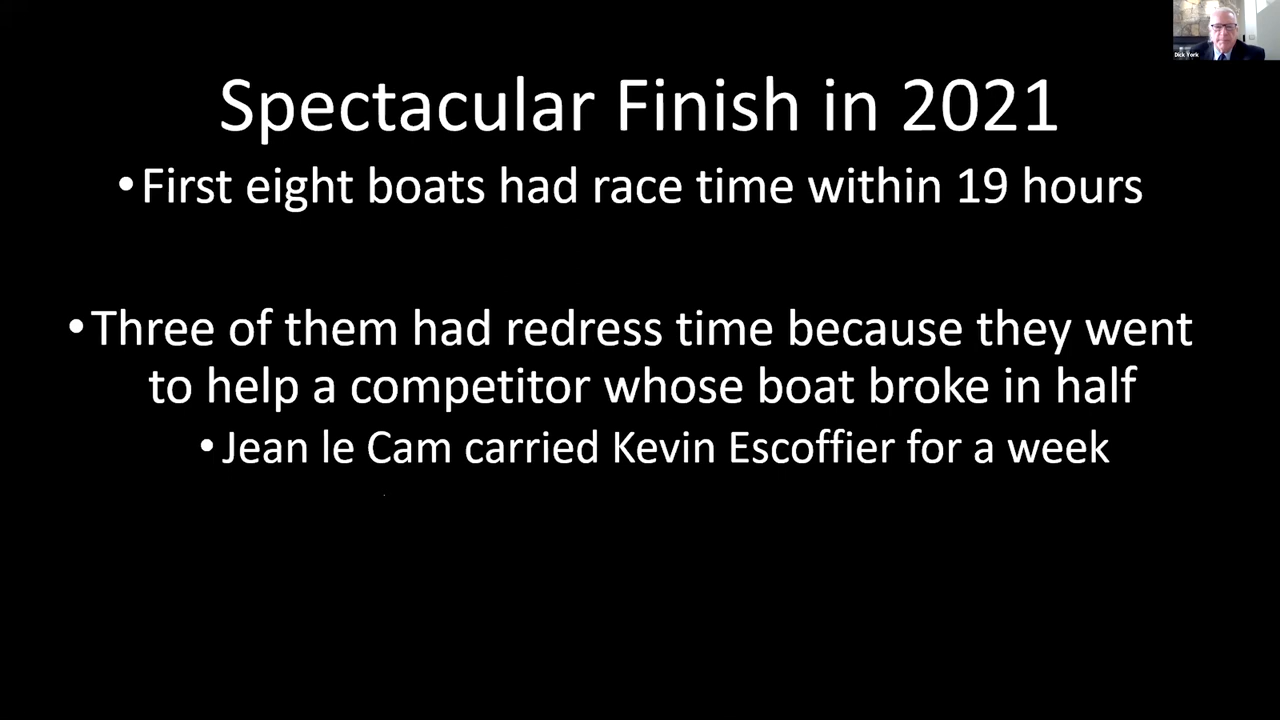 Dick York
Spectacular Finish in 2021
•First eight boats had race time within 19 hours
•Three of them had redress time because they went
to help a competitor whose boat broke in half
•Jean le Cam carried Kevin Escoffier for a week